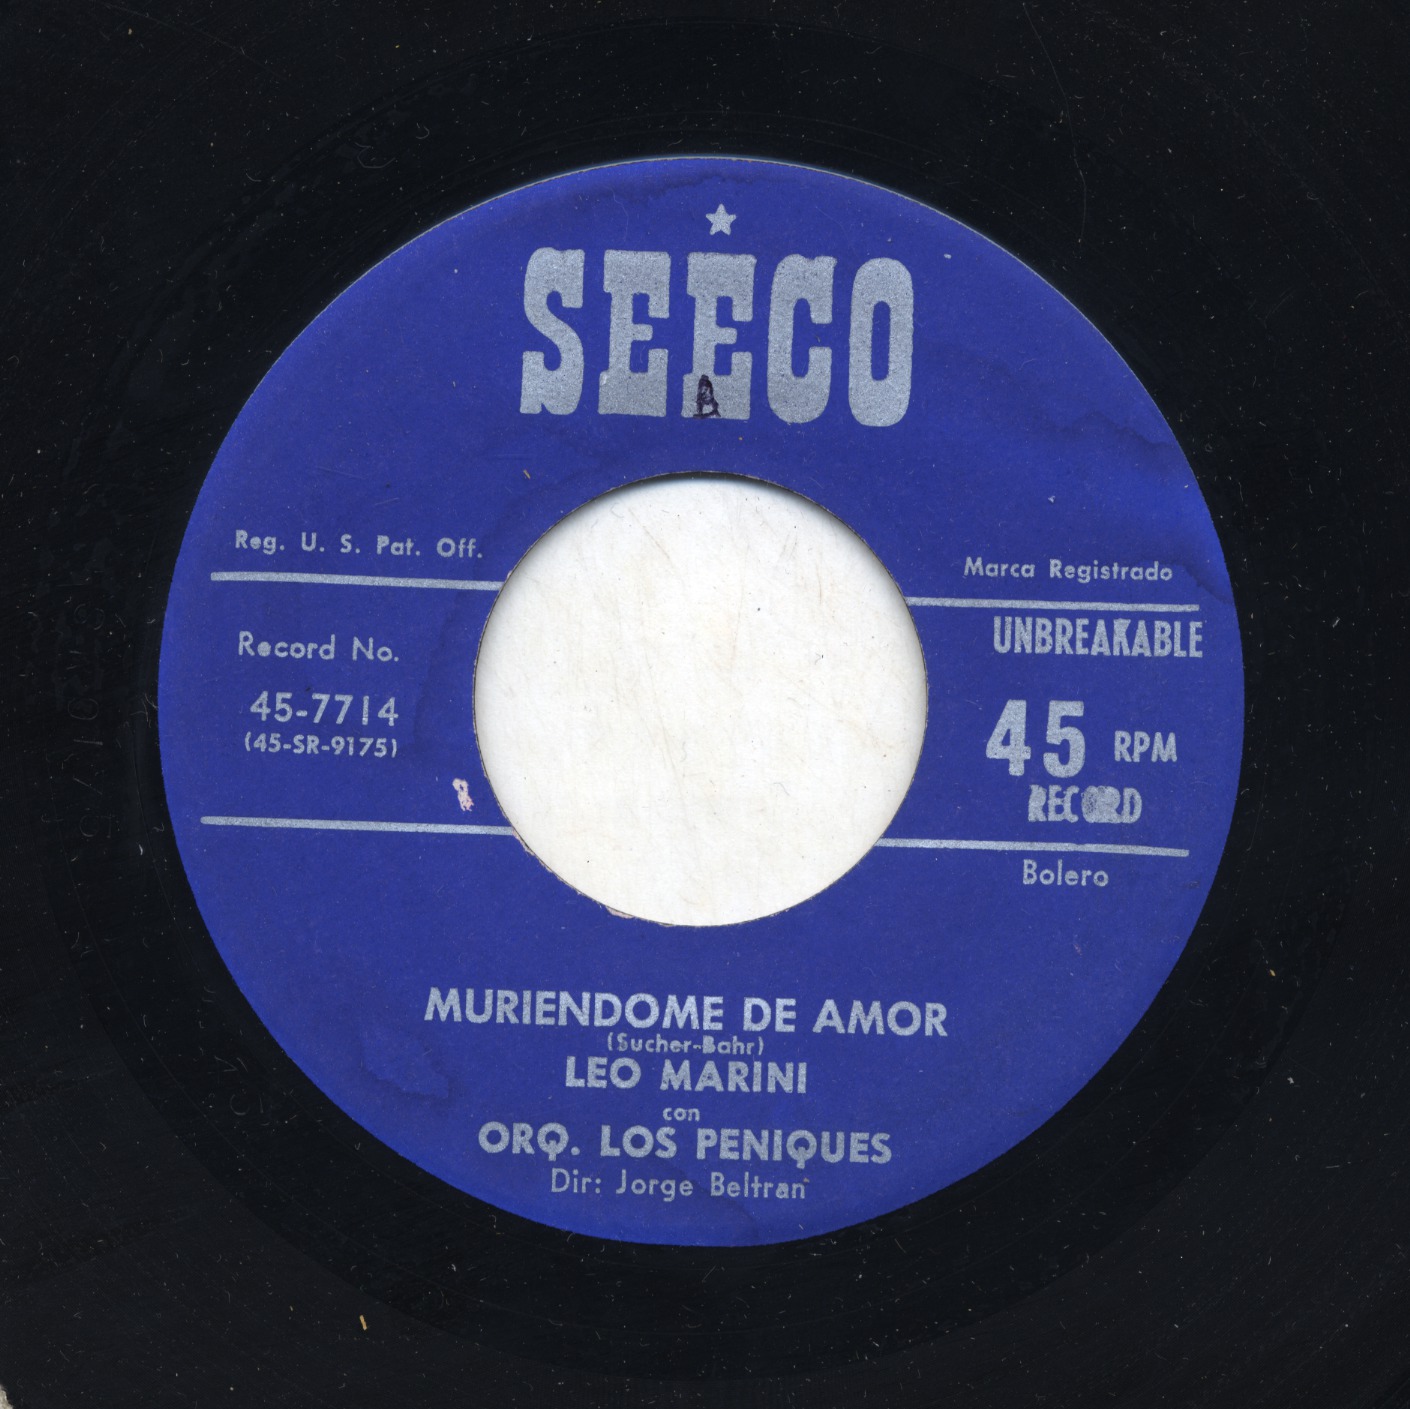 SEECO
A
Reg. U. S. Pat. Off.
Marca Registrado
Record No.
45-7714
(45-SR-9175)
UNBREAKABLE
45 RPM
RECORD
Bolero
MURIENDOME DE AMOR
(Sucher-Bahr)
LEO MARINI
con
ORQ. LOS PENIQUES
Dir: Jorge Beltran